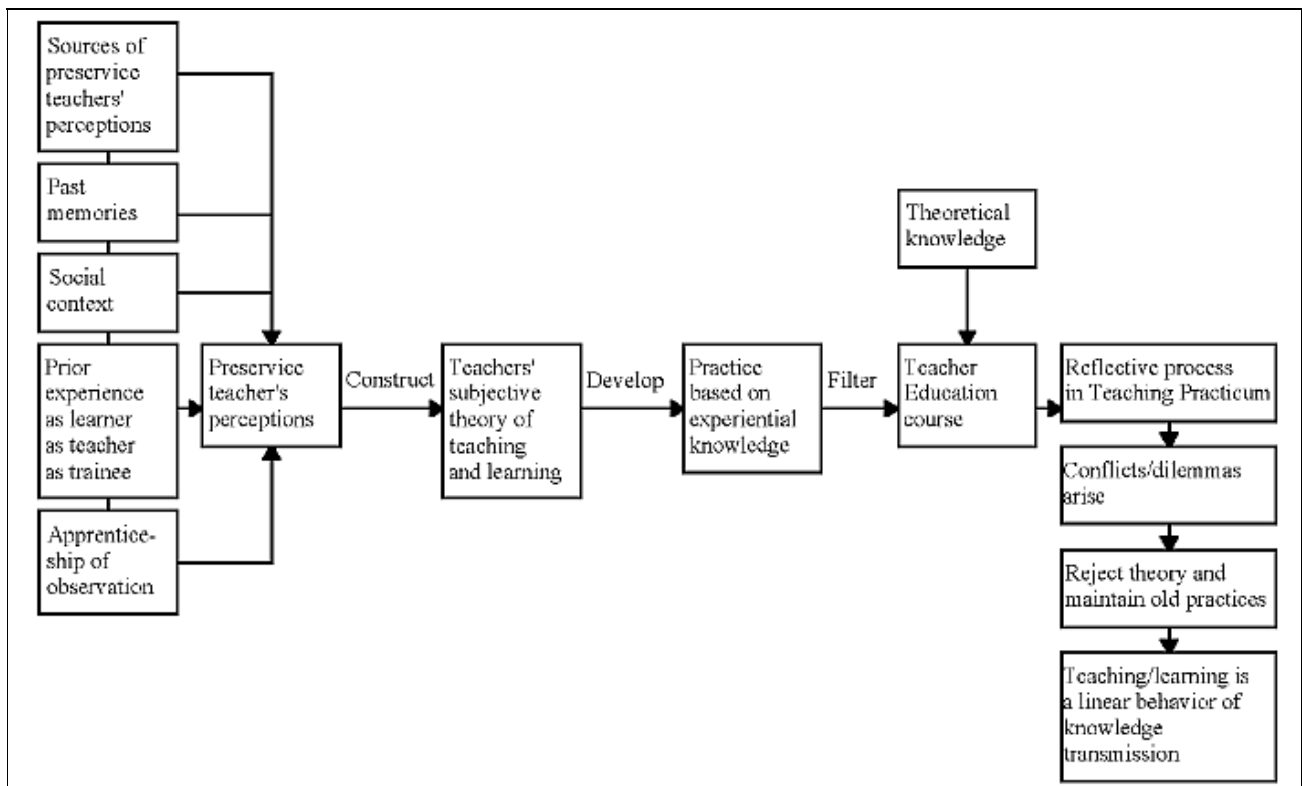 Sources of
preservice
teachers'
perceptions
Past
memories
Social
context
Prior
experience
as learner
as teacher
as trainee
Apprentice-
ship of
observation
Preservice
teacher's
perceptions
Construct
Teachers'
subjective
theory of
teaching
and learning
Develop
Practice
based on
experiential
knowledge
Filter
Theoretical
knowledge
Teacher
Education
course
Reflective process
in Teaching Practicum
Conflicts/dilemmas
arise
Reject theory and
maintain old practices
Teaching/learning is
a linear behavior of
knowledge
transmission